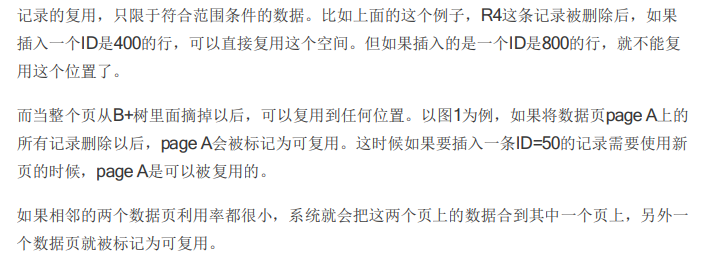 记录的复用，只限于符合范围条件的数据。比如上面的这个例子，R4这条记录被删除后，如果
插入一个ID是400的行，可以直接复用这个空间。但如果插入的是一个ID是800的行，就不能复
用这个位置了。
而当整个页从B+树里面摘掉以后，可以复用到任何位置。以图1为例，如果将数据页page A上的
所有记录删除以后，page A会被标记为可复用。这时候如果要插入一条ID=50的记录需要使用新
页的时候，page A是可以被复用的。
如果相邻的两个数据页利用率都很小，系统就会把这两个页上的数据合到其中一个页上，另外一
个数据页就被标记为可复用。